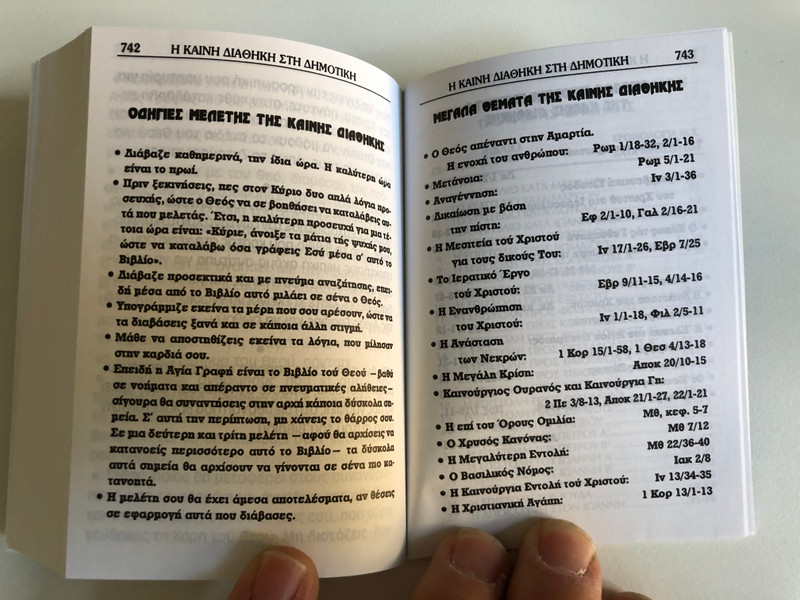 742 Η ΚΑΙΝΗ ΔΙΑΘΗΚΗ ΣΤΗ ΔΗΜΟΤΙΚΗ
ΟΔΗΓΙΕΣ ΜΕΛΕΤΗΣ ΤΗΣ ΚΑΙΝΗΣ ΔΙΑΘΗΚΗΣ
• Διάβαζε καθημερινά, την ίδια ώρα. Η καλύτερη ώρα
είναι το πρωί.
• Πριν ξεκινήσεις, πες στον Κύριο δυο απλά λόγια προ-
σευχής, ώστε ο Θεός να σε βοηθήσει να καταλάβεις αυ-
τά που μελετάς. Έτσι, η καλύτερη προσευχή για μια τέ-
τοια ώρα είναι: «Κύριε, άνοιξε τα μάτια τής ψυχής μου,
ώστε να καταλάβω όσα γράφεις Εσύ μέσα σ' αυτό το
Βιβλίο».
• Διάβαζε προσεκτικά και με πνεύμα αναζήτησης, επει-
δή μέσα από το Βιβλίο αυτό μιλάει σε σένα ο Θεός.
• Υπογράμμιζε εκείνα τα μέρη που σου αρέσουν, ώστε να
τα διαβάσεις ξανά και σε κάποια άλλη στιγμή.
• Μάθε να αποστηθίζεις εκείνα τα λόγια, που μίλησαν
στην καρδιά σου.
• Επειδή η Αγία Γραφή είναι το Βιβλίο τού Θεού – βαθύ
σε νοήματα και απέραντο σε πνευματικές αλήθειες –
σίγουρα θα συναντήσεις στην αρχή κάποια δύσκολα ση-
μεία. Σ' αυτή την περίπτωση, μη χάνεις το θάρρος σου.
Σε μια δεύτερη και τρίτη μελέτη – αφού θα αρχίσεις να
κατανοείς περισσότερο αυτό το Βιβλίο – τα δύσκολα
αυτά σημεία θα αρχίσουν να γίνονται σε σένα πιο κα-
τανοητά.
• Η μελέτη σου θα έχει άμεσα αποτελέσματα, αν θέσεις
σε εφαρμογή αυτά που διάβασες.
Η ΚΑΙΝΗ ΔΙΑΘΗΚΗ ΣΤΗ ΔΗΜΟΤΙΚΗ 743
ΜΕΓΑΛΑ ΘΕΜΑΤΑ ΤΗΣ ΚΑΙΝΗΣ ΔΙΑΘΗΚΗΣ
• Ο Θεός απέναντι στην Αμαρτία.
Η ενοχή του ανθρώπου: Ρωμ 1/18-32, 2/1-16
• Μετάνοια: Ρωμ 5/1-21
• Αναγέννηση: Ιν 3/1-36
• Δικαίωση με βάση
την πίστη: Εφ 2/1-10, Γαλ 2/16-21
• Η Μεσιτεία τού Χριστού
για τους δικούς Του: Ιν 17/1-26, Εβρ 7/25
• Το Ιερατικό Έργο
τού Χριστού: Εβρ 9/11-15, 4/14-16
• Η Ενανθρώπηση
του Χριστού: Ιν 1/1-18, Φιλ 2/5-11
• Η Ανάσταση
των Νεκρών: 1 Κορ 15/1-58, 1 Θεσ 4/13-18
• Η Μεγάλη Κρίση: Αποκ 20/10-15
• Καινούργιος Ουρανός και Καινούργια Γη:
2 Πε 3/8-13, Αποκ 21/1-27, 22/1-21
• Η επί του Όρους Ομιλία: Μθ, κεφ. 5-7
• Ο Χρυσός Κανόνας: Μθ 7/12
• Η Μεγαλύτερη Εντολή: Μθ 22/36-40
• Ο Βασιλικός Νόμος: Ιακ 2/8
• Η Καινούργια Εντολή τού Χριστού: Ιν 13/34-35
• Η Χριστιανική Αγάπη: 1 Κορ 13/1-13